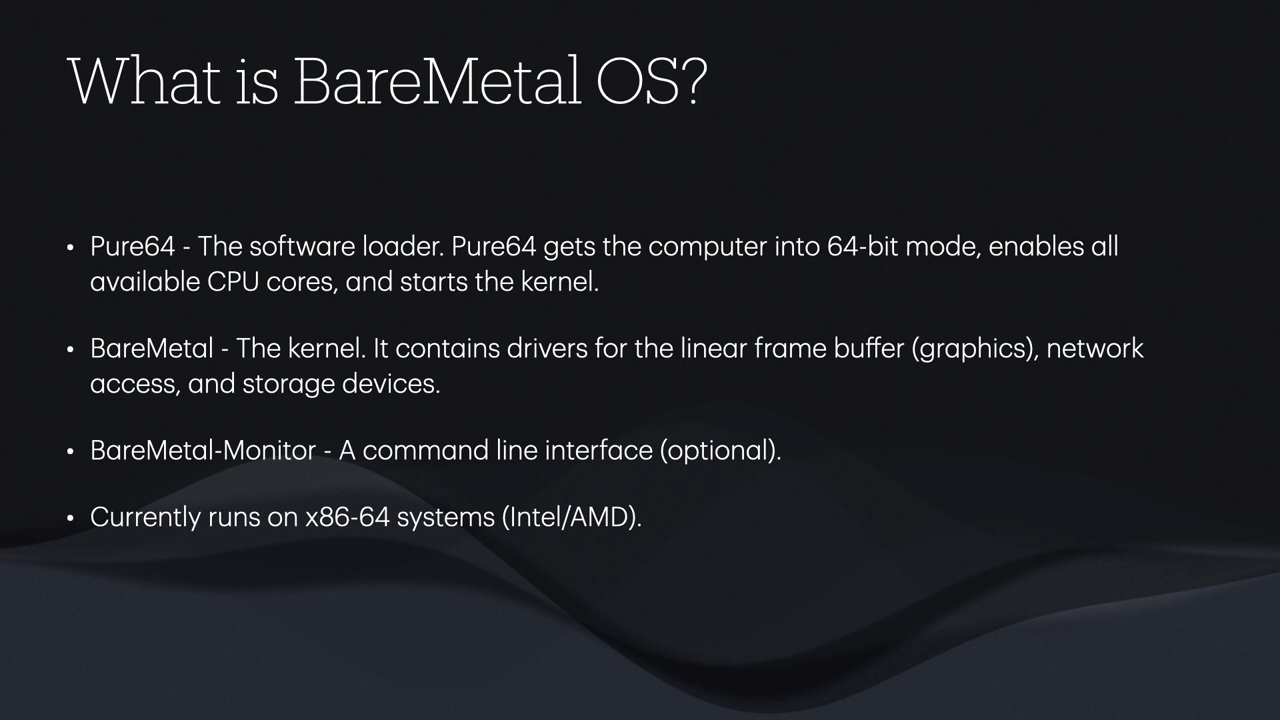 What is BareMetal OS?
• Pure64 - The software loader. Pure64 gets the computer into 64-bit mode, enables all
available CPU cores, and starts the kernel.
• BareMetal - The kernel. It contains drivers for the linear frame buffer (graphics), network
access, and storage devices.
• BareMetal-Monitor - A command line interface (optional).
• Currently runs on x86-64 systems (Intel/AMD).